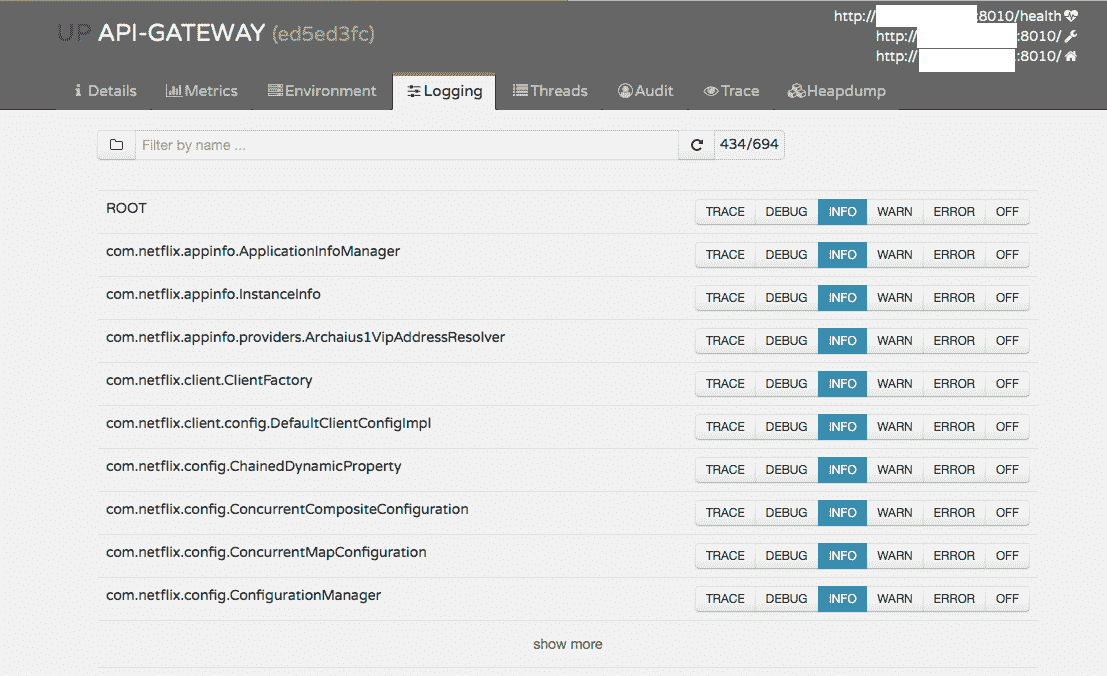 UP API-GATEWAY (ed5ed3fc)
http:// :8010/health
http:// :8010/
http:// :8010/
Details Metrics Environment Logging Threads Audit Trace Heapdump
Filter by name ... 434/694
ROOT TRACE DEBUG INFO WARN ERROR OFF
com.netflix.appinfo.ApplicationInfoManager TRACE DEBUG INFO WARN ERROR OFF
com.netflix.appinfo.InstanceInfo TRACE DEBUG INFO WARN ERROR OFF
com.netflix.appinfo.providers.Archaius1VipAddressResolver TRACE DEBUG INFO WARN ERROR OFF
com.netflix.client.ClientFactory TRACE DEBUG INFO WARN ERROR OFF
com.netflix.client.config.DefaultClientConfigImpl TRACE DEBUG INFO WARN ERROR OFF
com.netflix.config.ChainedDynamicProperty TRACE DEBUG INFO WARN ERROR OFF
com.netflix.config.ConcurrentCompositeConfiguration TRACE DEBUG INFO WARN ERROR OFF
com.netflix.config.ConcurrentMapConfiguration TRACE DEBUG INFO WARN ERROR OFF
com.netflix.config.ConfigurationManager TRACE DEBUG INFO WARN ERROR OFF
show more